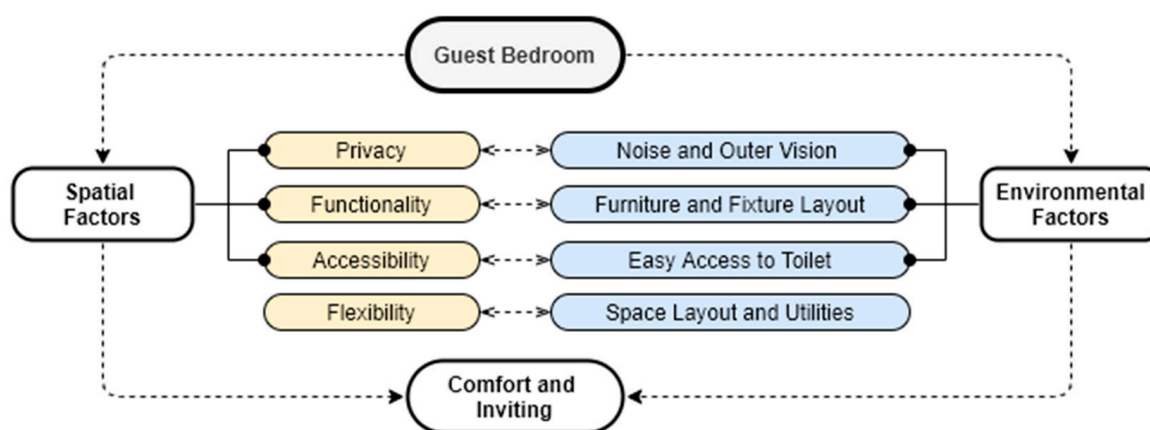 Guest Bedroom
Privacy
Noise and Outer Vision
Spatial
Factors
Functionality
Furniture and Fixture Layout
Environmental
Factors
Accessibility
Easy Access to Toilet
Flexibility
Space Layout and Utilities
Comfort and
Inviting